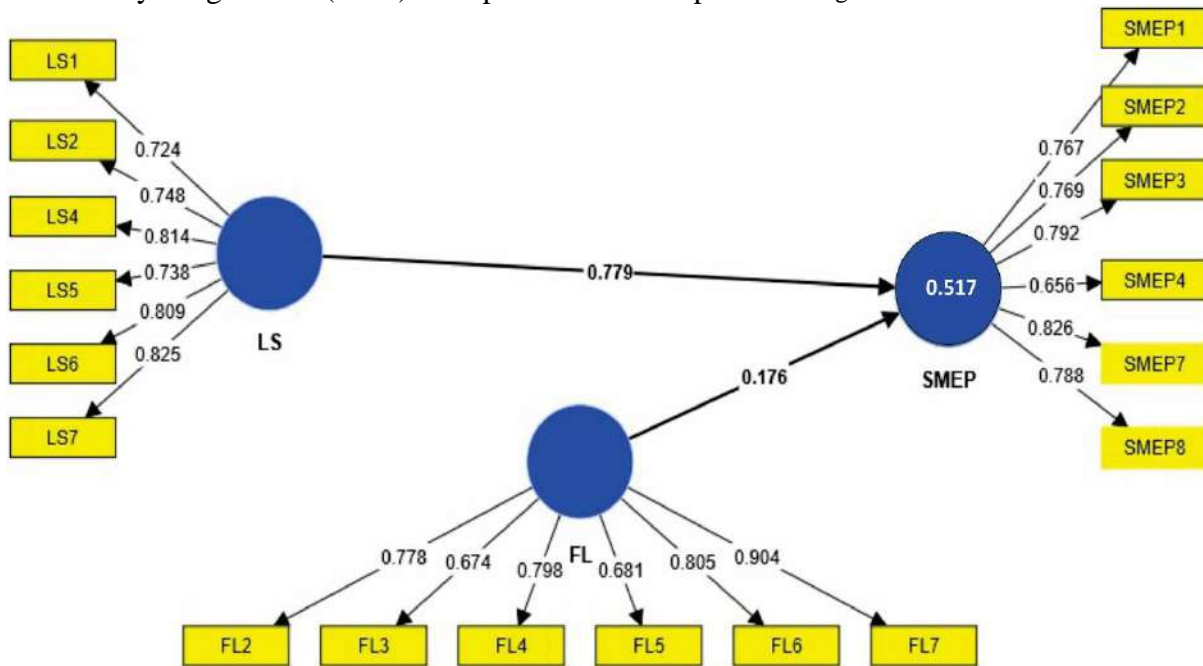 LS1
LS2
LS4
LS5
LS6
LS7
0.724
0.748
0.814
0.738
0.809
0.825
LS
0.779
0.176
0.517
SMEP
SMEP1
SMEP2
SMEP3
SMEP4
SMEP7
SMEP8
0.767
0.769
0.792
0.656
0.826
0.788
FL
0.778
0.674
0.798
0.681
0.805
0.904
FL2
FL3
FL4
FL5
FL6
FL7